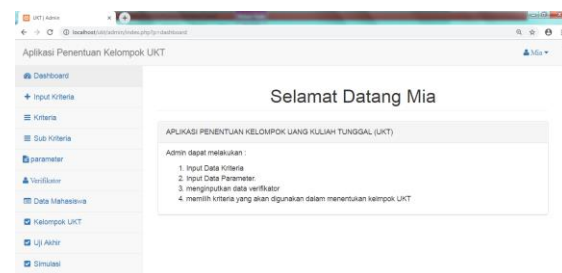 UKT | Admin
localhost/ukt/admin/index.php?p=dashboard
Aplikasi Penentuan Kelompok UKT
Mia
Dashboard
Input Kriteria
Kriteria
Sub Kriteria
parameter
Verifikator
Data Mahasiswa
Kelompok UKT
Uji Akhir
Simulasi
Selamat Datang Mia
APLIKASI PENENTUAN KELOMPOK UANG KULIAH TUNGGAL (UKT)
Admin dapat melakukan :
1. Input Data Kriteria
2. Input Data Parameter.
3. menginputkan data verifikator
4. memilih kriteria yang akan digunakan dalam menentukan kelmpok UKT